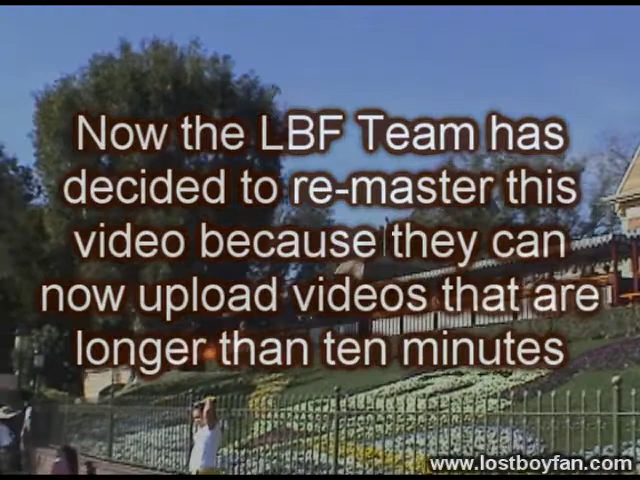 Now the LBF Team has
decided to re-master this
video because they can
now upload videos that are
longer than ten minutes
www.lostboyfan.com